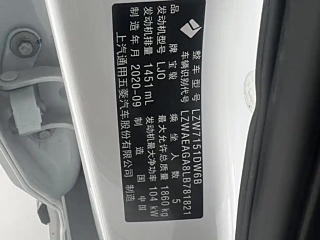 整车型号 LZW7151DW6B
车辆识别代号 LZWAEAGA8LB781821
品牌 宝骏 乘坐人数 5
发动机型号 LJO 最大允许总质量 1860 kg
发动机排量 1451 mL 发动机最大净功率 104 kW
制造年月 2020-09 制造国 中国
上汽通用五菱汽车股份有限公司 制造